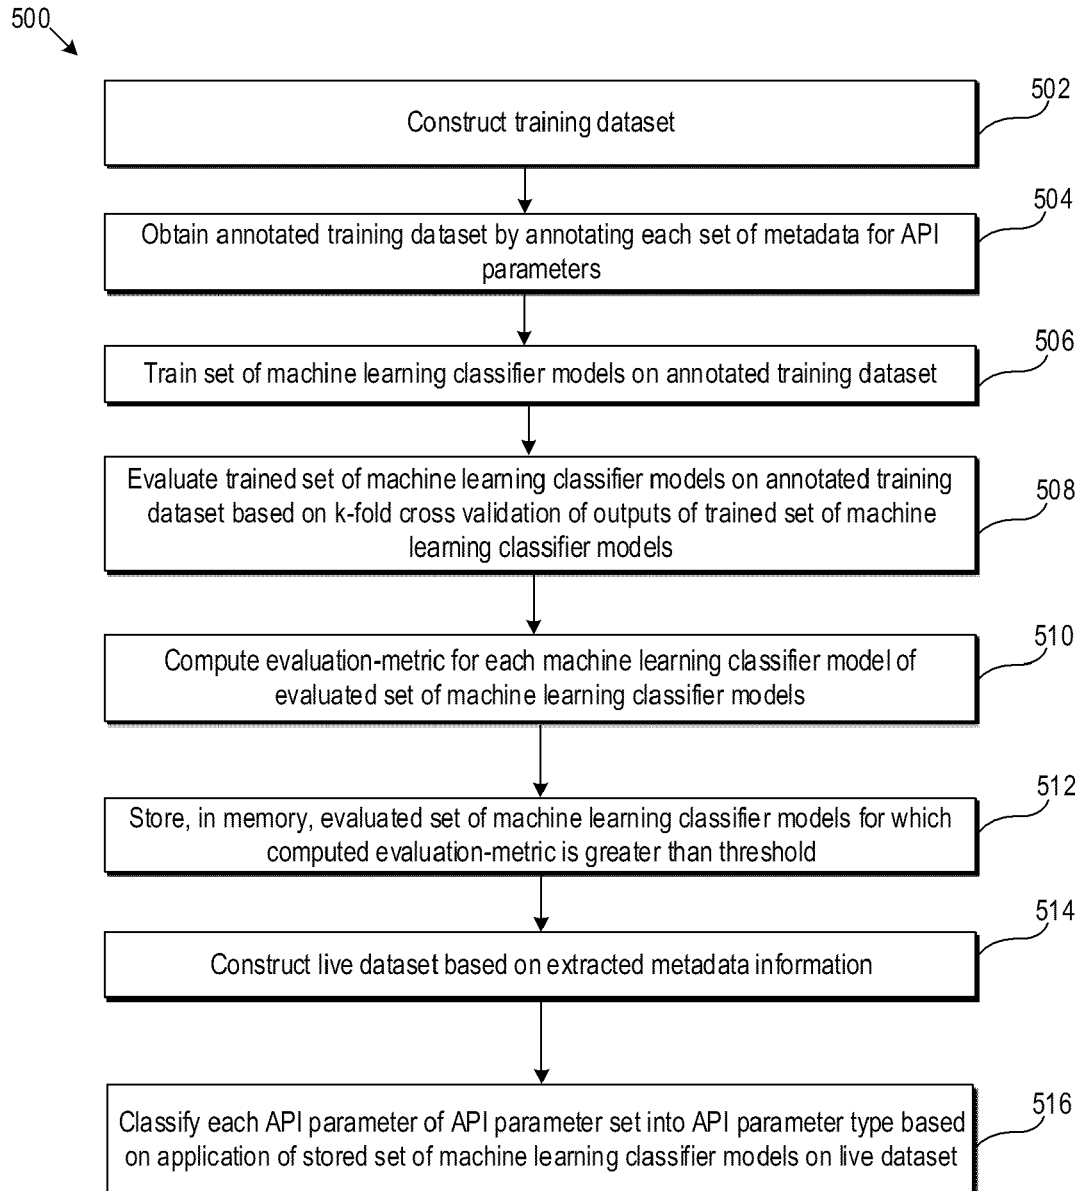 500
502
Construct training dataset
504
Obtain annotated training dataset by annotating each set of metadata for API
parameters
506
Train set of machine learning classifier models on annotated training dataset
Evaluate trained set of machine learning classifier models on annotated training
508
dataset based on k-fold cross validation of outputs of trained set of machine
learning classifier models
510
Compute evaluation-metric for each machine learning classifier model of
evaluated set of machine learning classifier models
512
Store, in memory, evaluated set of machine learning classifier models for which
computed evaluation-metric is greater than threshold
514
Construct live dataset based on extracted metadata information
516
Classify each API parameter of API parameter set into API parameter type based
on application of stored set of machine learning classifier models on live dataset